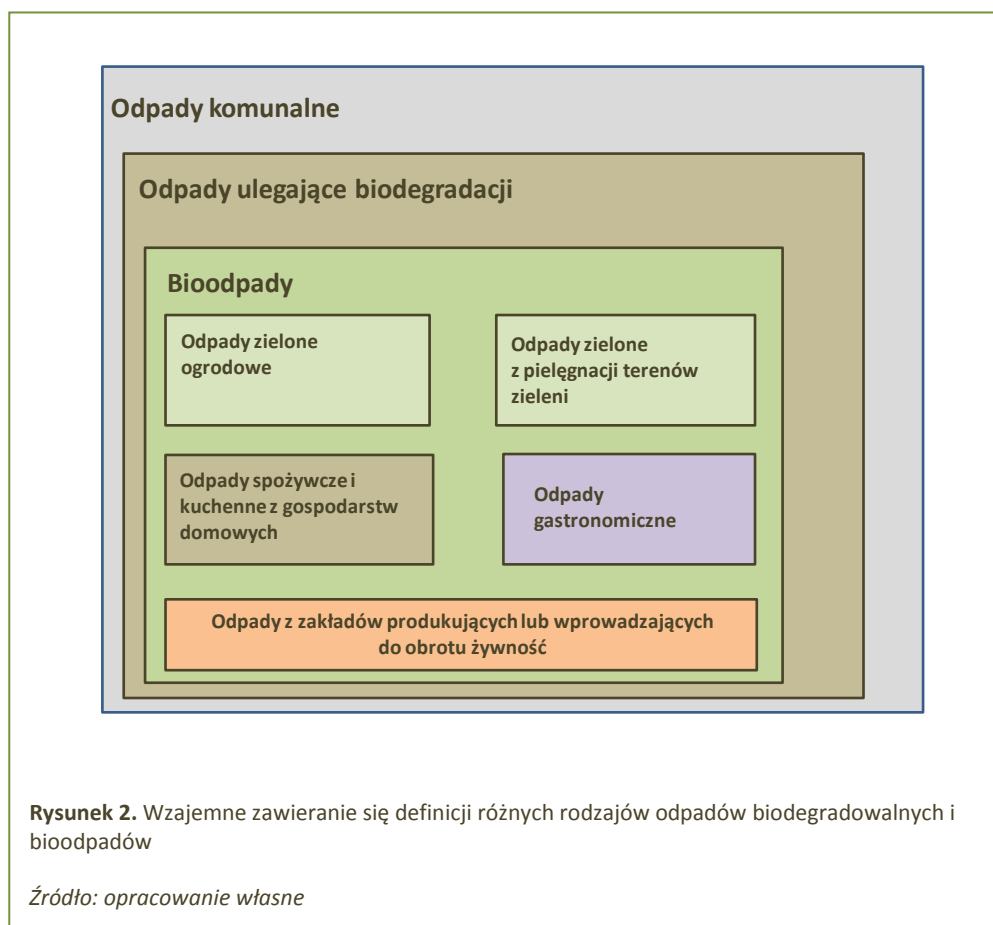 Odpady komunalne
Odpady ulegające biodegradacji
Bioodpady
Odpady zielone
ogrodowe
Odpady zielone
z pielęgnacji terenów
zieleni
Odpady spożywcze i
kuchenne z gospodarstw
domowych
Odpady
gastronomiczne
Odpady z zakładów produkujących lub wprowadzających
do obrotu żywność
Rysunek 2. Wzajemne zawieranie się definicji różnych rodzajów odpadów biodegradowalnych i
bioodpadów
Źródło: opracowanie własne